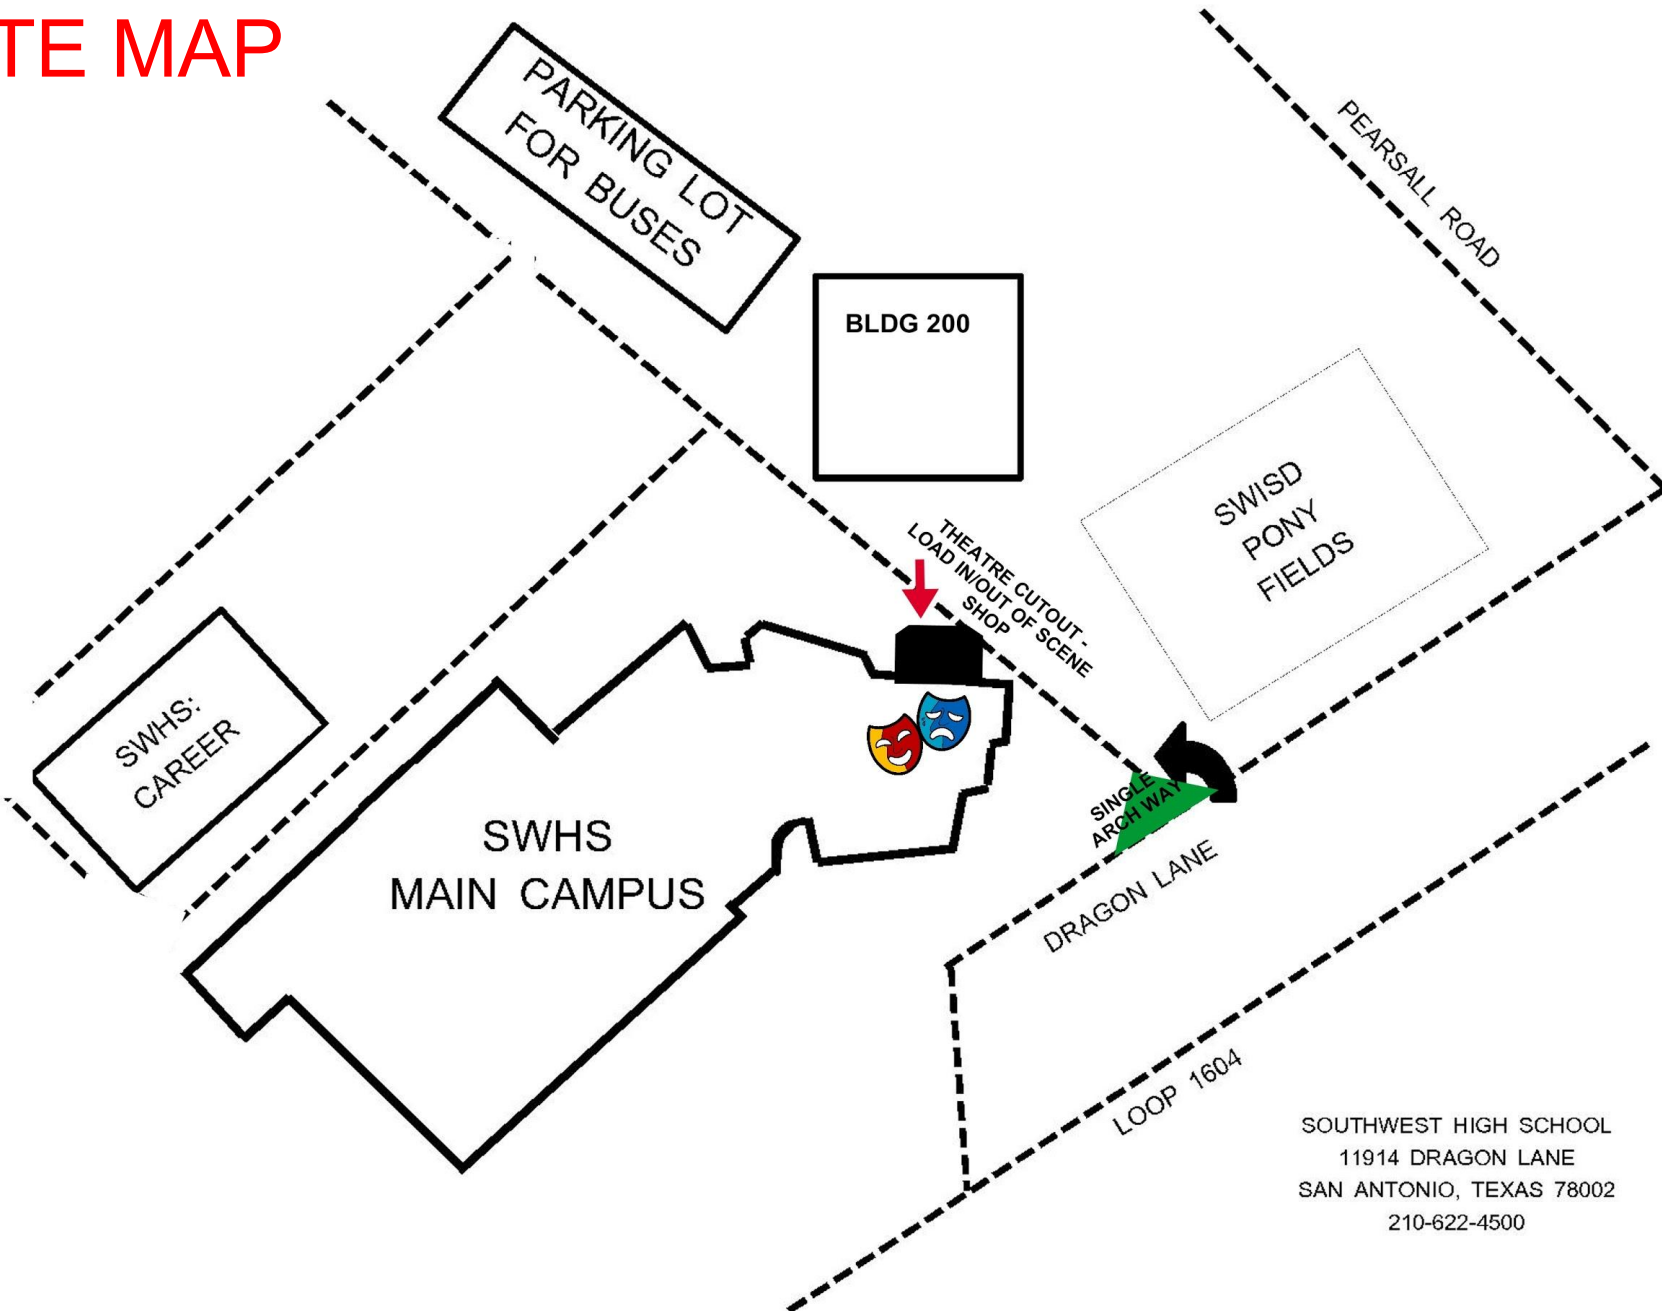 TE MAP
PARKING LOT
FOR BUSES
PEARSALL ROAD
BLDG 200
SWISD
PONY
FIELDS
THEATRE CUTOUT -
LOAD IN/OUT OF SCENE
SHOP
SWHS:
CAREER
SINGLE
ARCH WAY
SWHS
MAIN CAMPUS
DRAGON LANE
LOOP 1604
SOUTHWEST HIGH SCHOOL
11914 DRAGON LANE
SAN ANTONIO, TEXAS 78002
210-622-4500